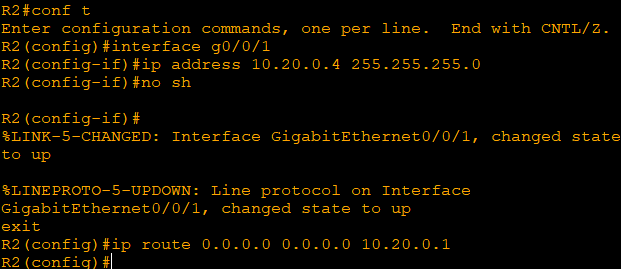 R2#conf t
Enter configuration commands, one per line.  End with CNTL/Z.
R2(config)#interface g0/0/1
R2(config-if)#ip address 10.20.0.4 255.255.255.0
R2(config-if)#no sh
R2(config-if)#
%LINK-5-CHANGED: Interface GigabitEthernet0/0/1, changed state
to up
%LINEPROTO-5-UPDOWN: Line protocol on Interface
GigabitEthernet0/0/1, changed state to up
exit
R2(config)#ip route 0.0.0.0 0.0.0.0 10.20.0.1
R2(config)#